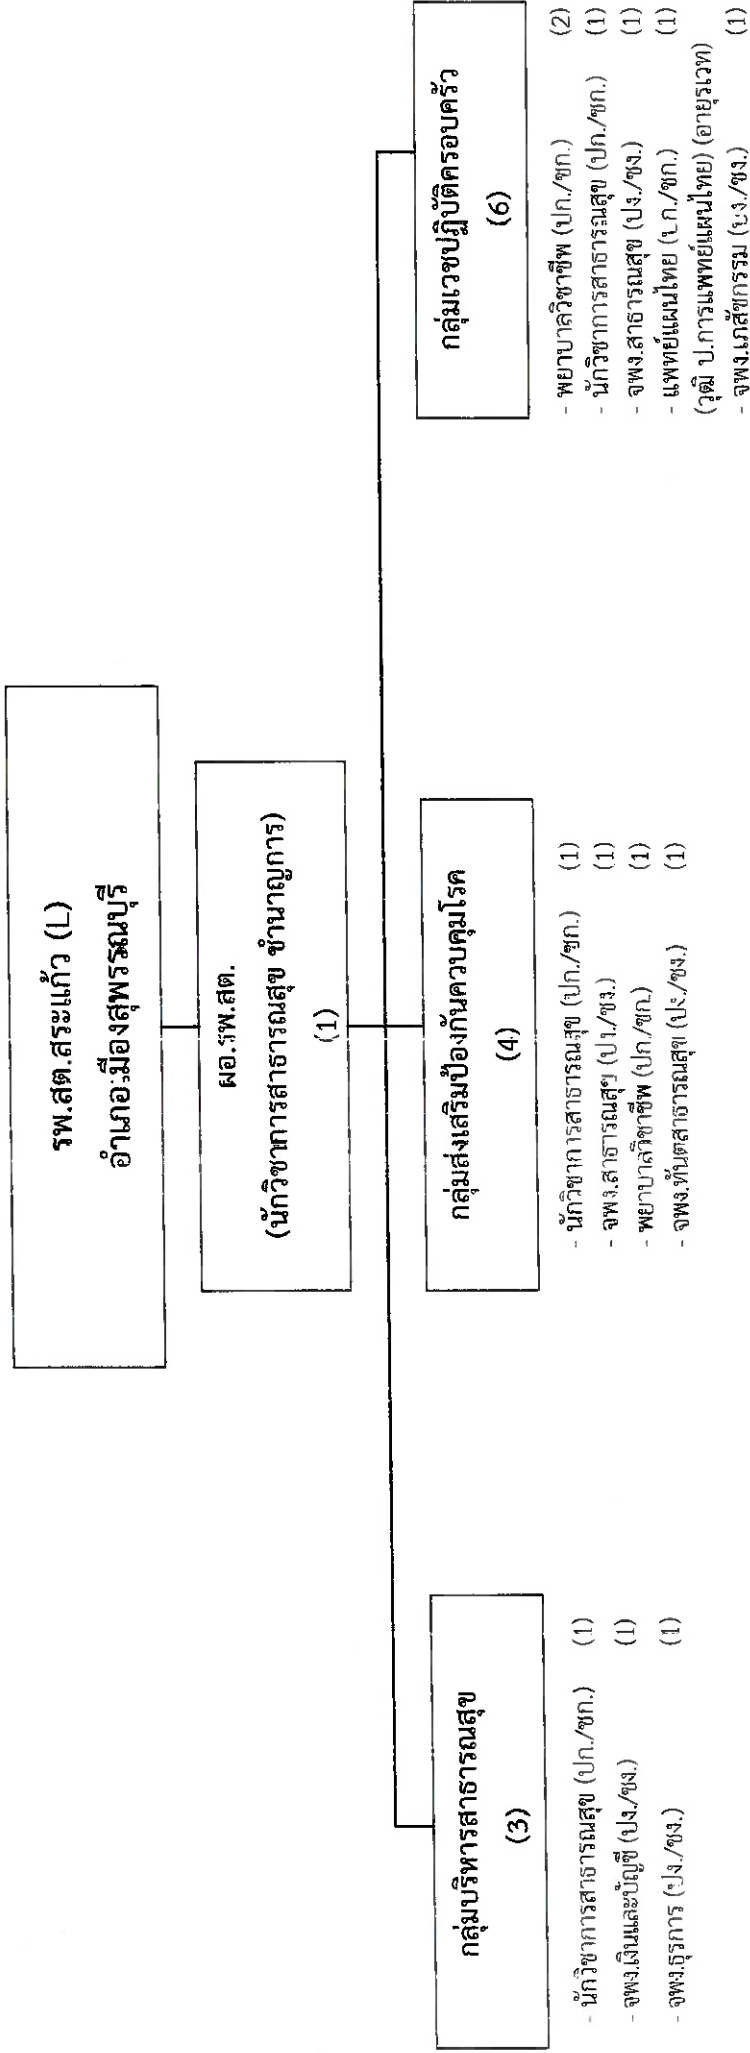 รพ.สต.สระแก้ว (L)
อำเภอเมืองสุพรรณบุรี
ผอ.รพ.สต.
(นักวิชาการสาธารณสุข ชำนาญการ)
(1)
กลุ่มบริหารสาธารณสุข
(3)
- นักวิชาการสาธารณสุข (ปก./ชก.) (1)
- จพง.เงินและบัญชี (ปง./ชง.) (1)
- จพง.ธุรการ (ปง./ชง.) (1)
กลุ่มส่งเสริมป้องกันควบคุมโรค
(4)
- นักวิชาการสาธารณสุข (ปก./ชก.) (1)
- จพง.สาธารณสุข (ปง./ชง.) (1)
- พยาบาลวิชาชีพ (ปก./ชก.) (1)
- จพง.ทันตสาธารณสุข (ปง./ชง.) (1)
กลุ่มเวชปฏิบัติครอบครัว
(6)
- พยาบาลวิชาชีพ (ปก./ชก.) (2)
- นักวิชาการสาธารณสุข (ปก./ชก.) (1)
- จพง.สาธารณสุข (ปง./ชง.) (1)
- แพทย์แผนไทย (ปก./ชก.) (1)
(วุฒิ ป.การแพทย์แผนไทย) (อายุรเวท)
- จพง.เภสัชกรรม (ปง./ชง.) (1)